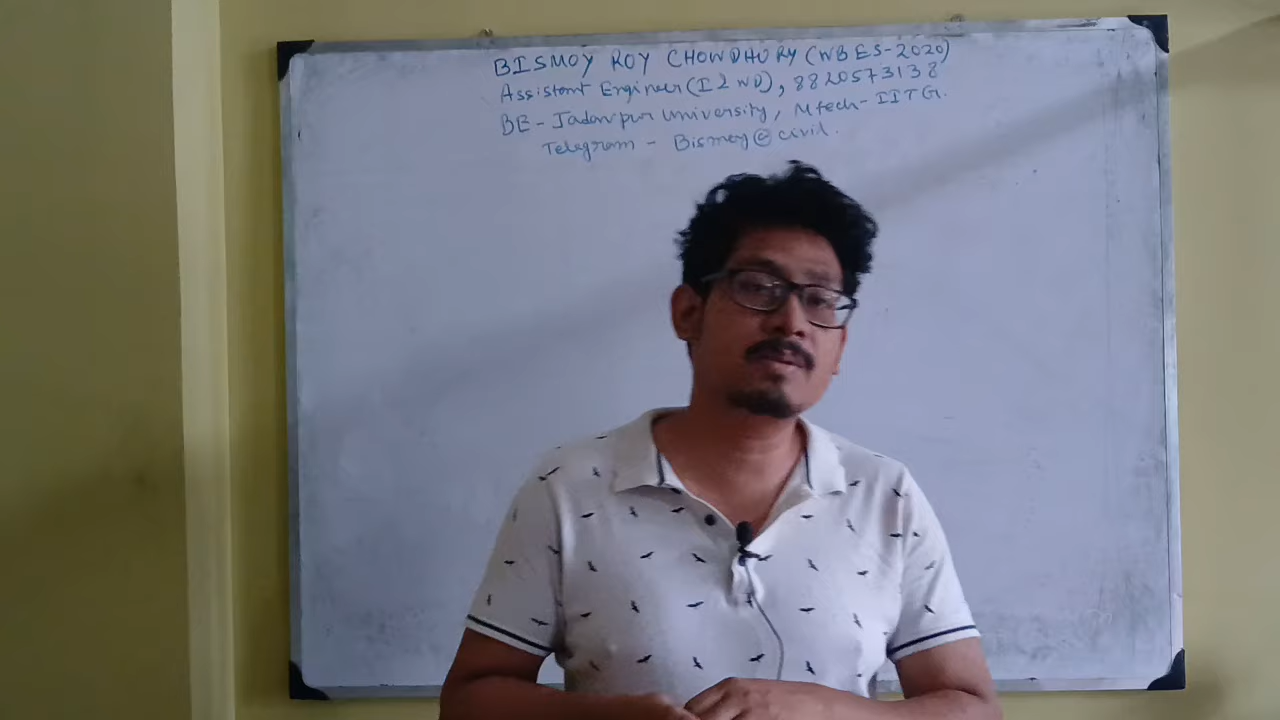 BISMOY ROY CHOWDHURY (WBES-2020)
Assistant Engineer (I & WD), 8820573138
BE - Jadavpur University, Mtech - IITG.
Telegram - Bismoy@civil.